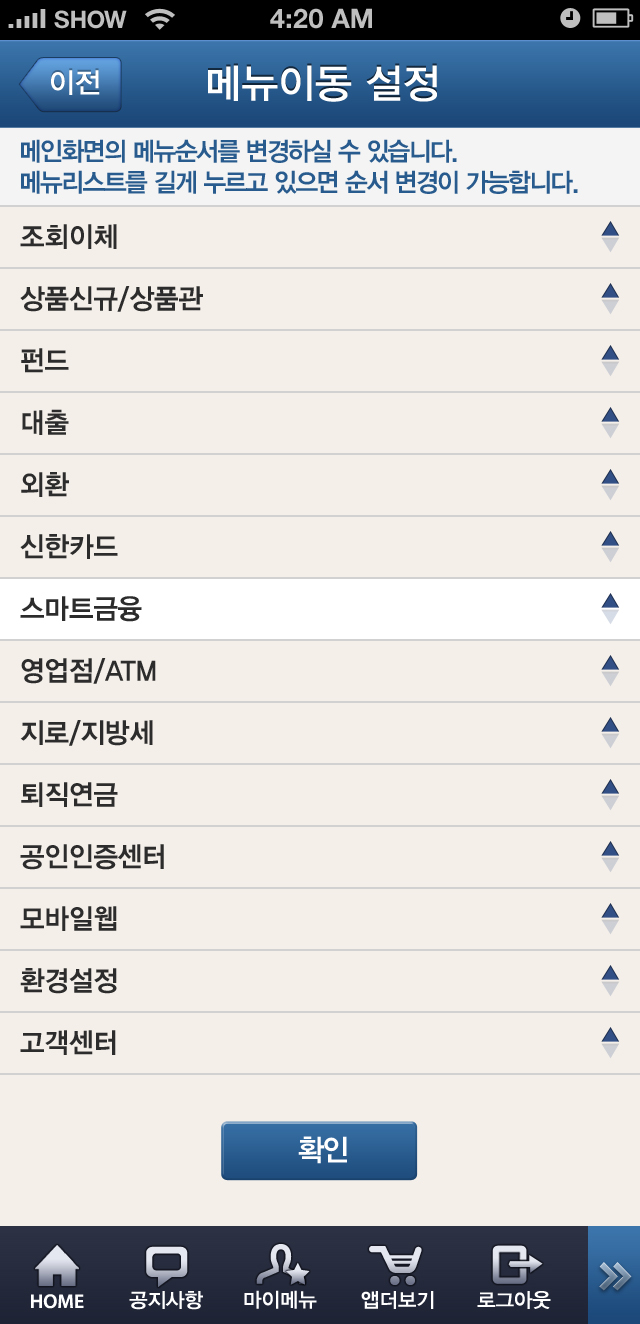 SHOW 4:20 AM
이전 메뉴이동 설정
메인화면의 메뉴순서를 변경하실 수 있습니다.
메뉴리스트를 길게 누르고 있으면 순서 변경이 가능합니다.
조회이체
상품신규/상품관
펀드
대출
외환
신한카드
스마트금융
영업점/ATM
지로/지방세
퇴직연금
공인인증센터
모바일웹
환경설정
고객센터
확인
HOME 공지사항 마이메뉴 앱더보기 로그아웃